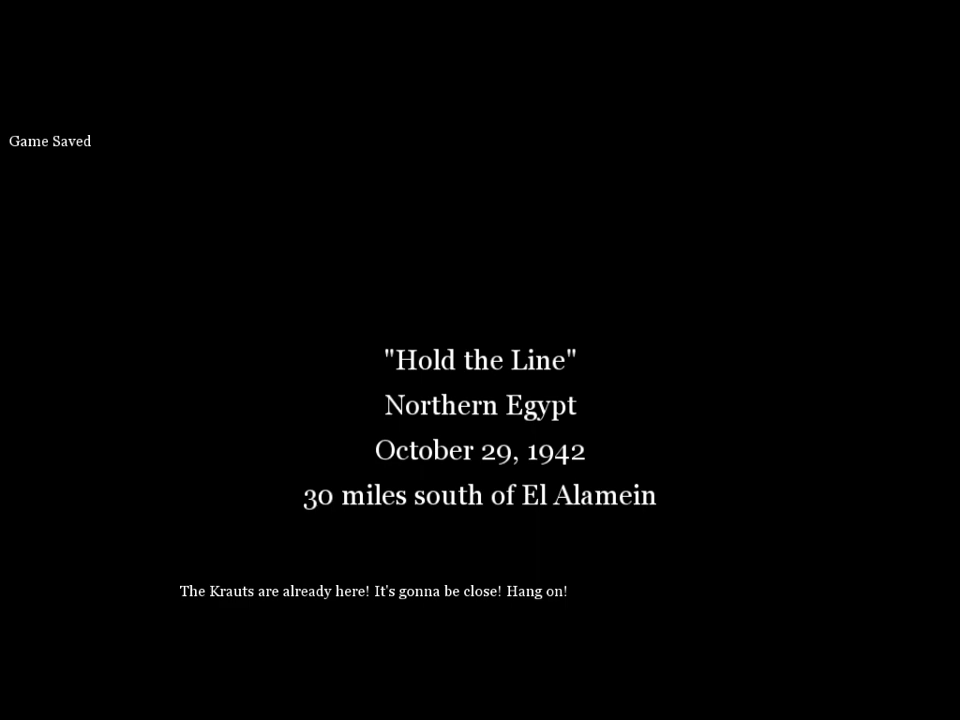 Game Saved
"Hold the Line"
Northern Egypt
October 29, 1942
30 miles south of El Alamein
The Krauts are already here! It's gonna be close! Hang on!